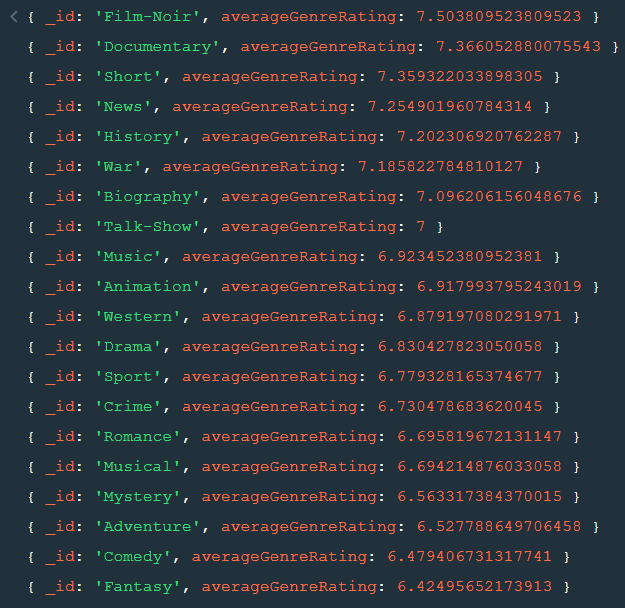 { _id: 'Film-Noir', averageGenreRating: 7.503809523809523 }
{ _id: 'Documentary', averageGenreRating: 7.366052880075543 }
{ _id: 'Short', averageGenreRating: 7.359322033898305 }
{ _id: 'News', averageGenreRating: 7.254901960784314 }
{ _id: 'History', averageGenreRating: 7.202306920762287 }
{ _id: 'War', averageGenreRating: 7.185822784810127 }
{ _id: 'Biography', averageGenreRating: 7.096206156048676 }
{ _id: 'Talk-Show', averageGenreRating: 7 }
{ _id: 'Music', averageGenreRating: 6.923452380952381 }
{ _id: 'Animation', averageGenreRating: 6.917993795243019 }
{ _id: 'Western', averageGenreRating: 6.879197080291971 }
{ _id: 'Drama', averageGenreRating: 6.830427823050058 }
{ _id: 'Sport', averageGenreRating: 6.779328165374677 }
{ _id: 'Crime', averageGenreRating: 6.730478683620045 }
{ _id: 'Romance', averageGenreRating: 6.695819672131147 }
{ _id: 'Musical', averageGenreRating: 6.694214876033058 }
{ _id: 'Mystery', averageGenreRating: 6.563317384370015 }
{ _id: 'Adventure', averageGenreRating: 6.527788649706458 }
{ _id: 'Comedy', averageGenreRating: 6.479406731317741 }
{ _id: 'Fantasy', averageGenreRating: 6.42495652173913 }